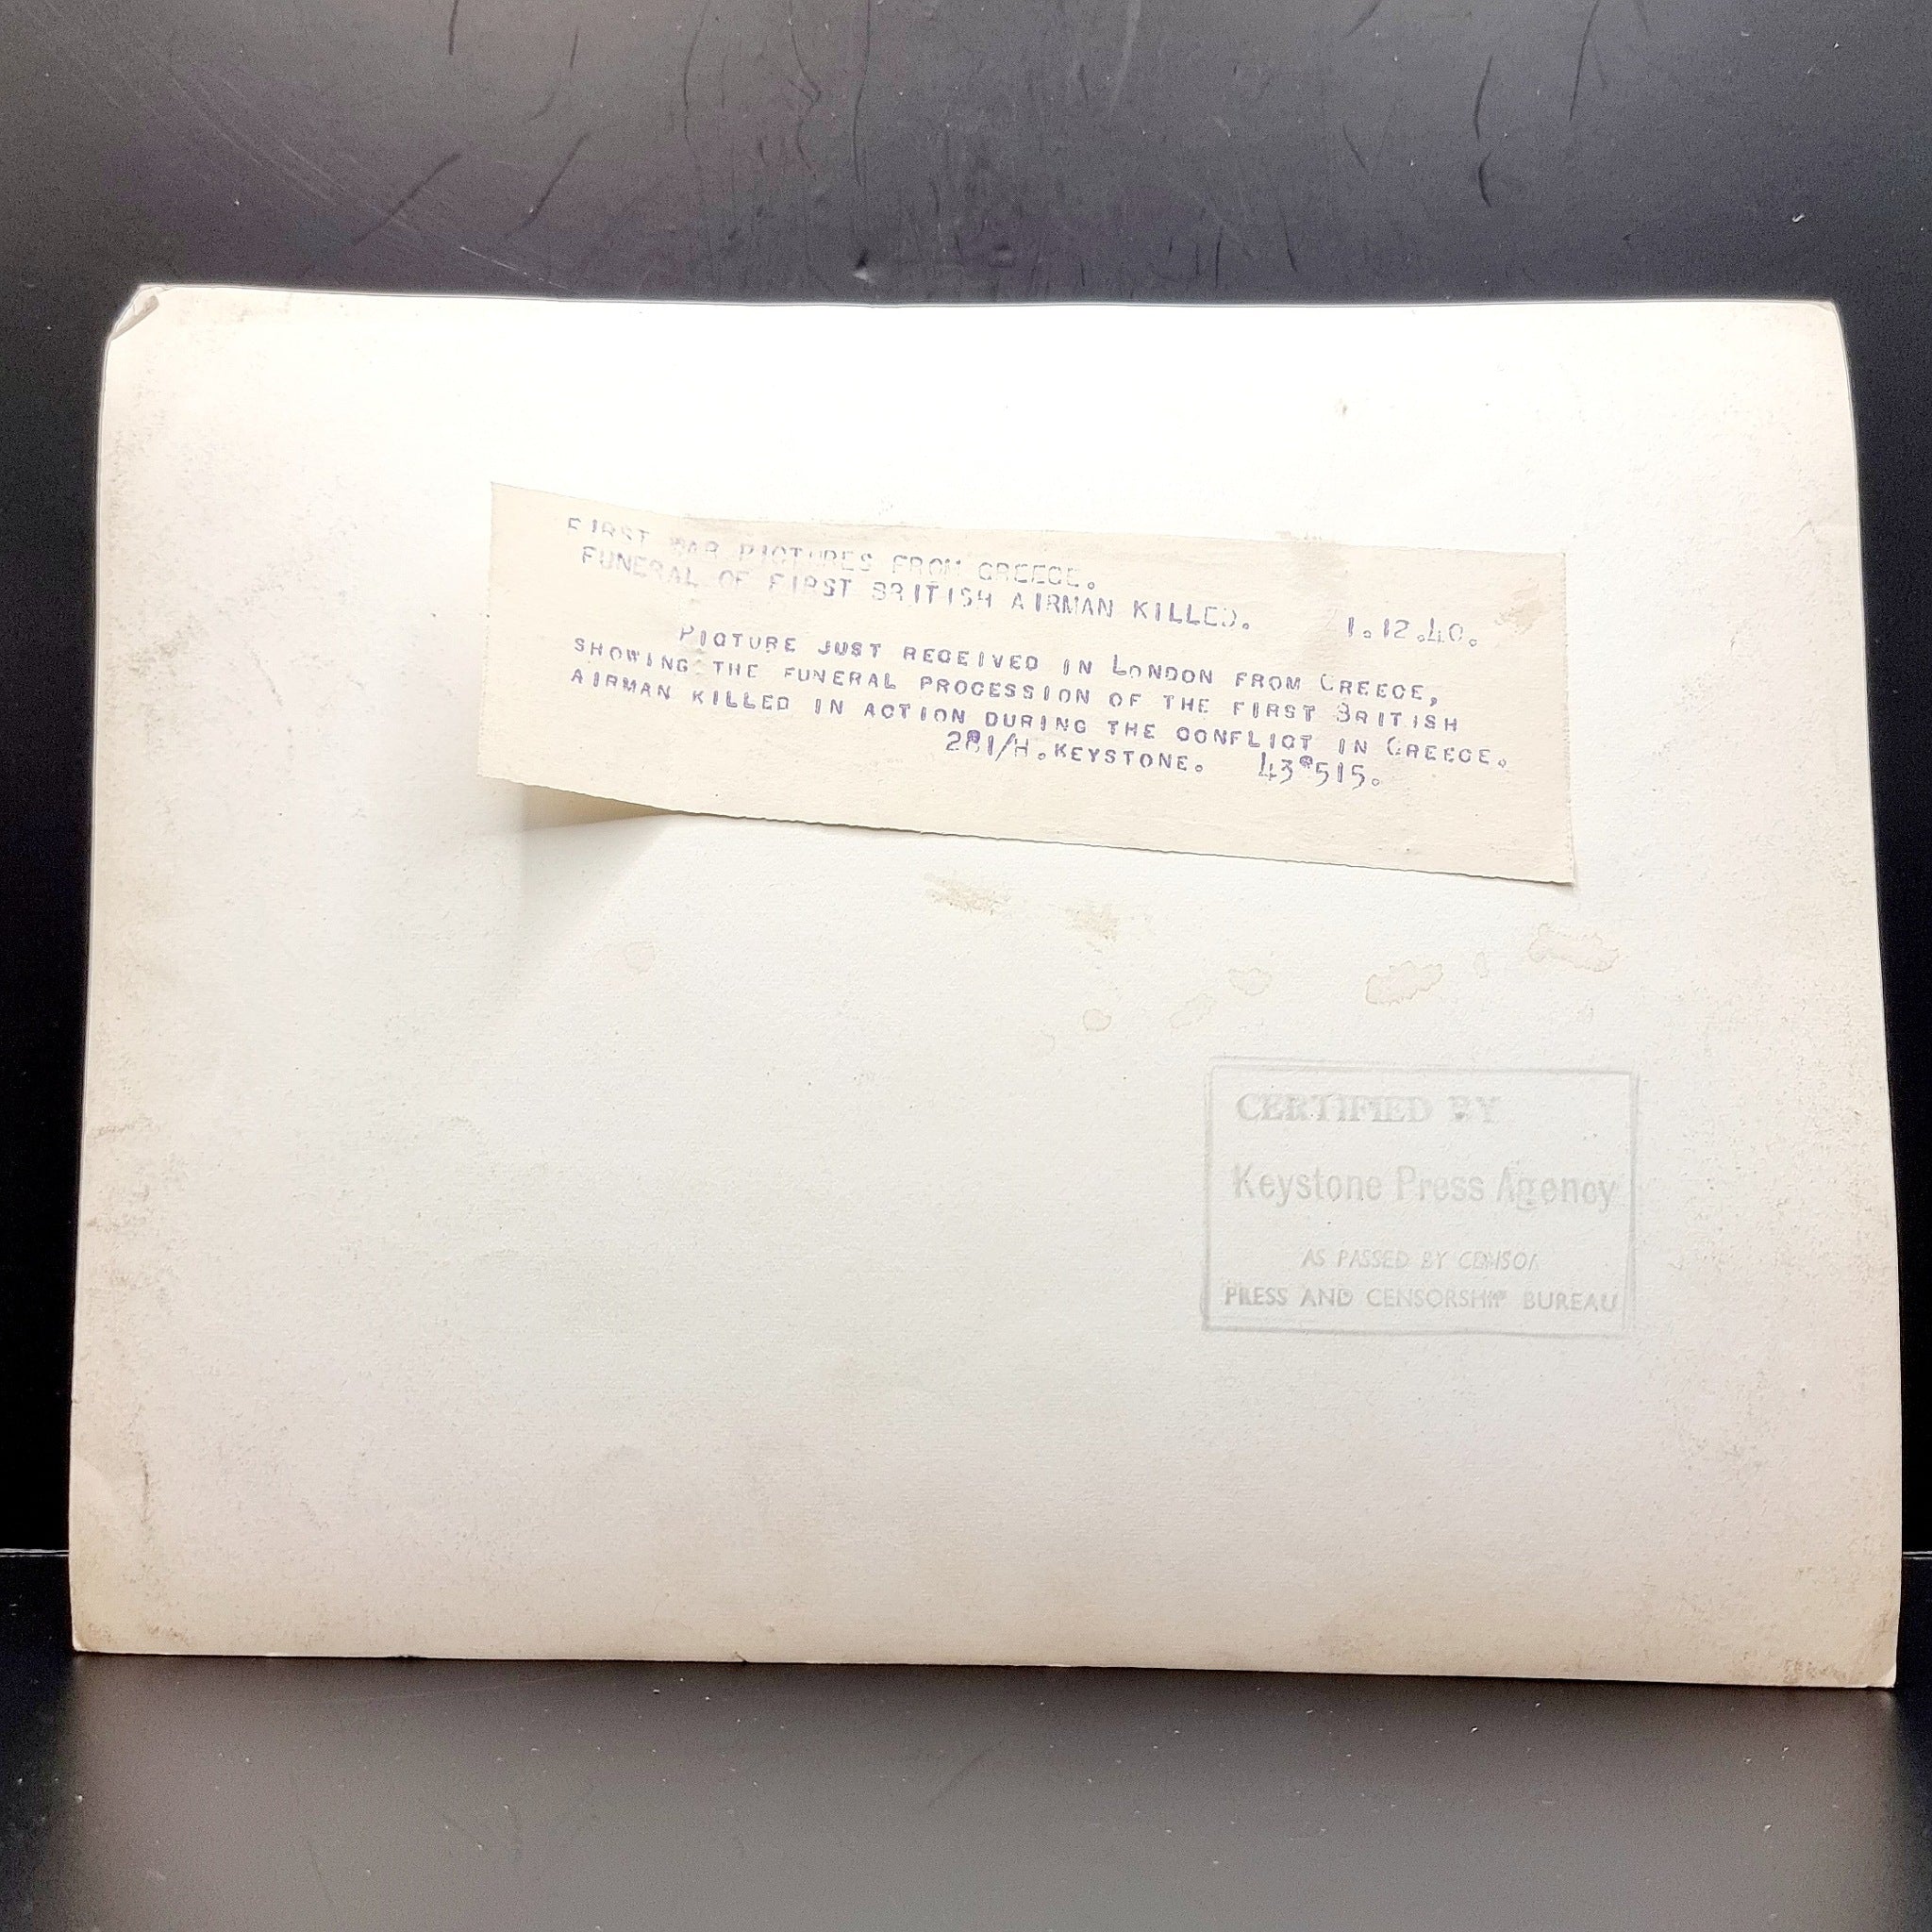 FIRST WAR PICTURES FROM GREECE.
FUNERAL OF FIRST BRITISH AIRMAN KILLED. 1.12.40.
PICTURE JUST RECEIVED IN LONDON FROM GREECE,
SHOWING THE FUNERAL PROCESSION OF THE FIRST BRITISH
AIRMAN KILLED IN ACTION DURING THE CONFLICT IN GREECE.
281/H.KEYSTONE.
CERTIFIED BY
Keystone Press Agency
AS PASSED BY CENSOR
PRESS AND CENSORSHIP BUREAU